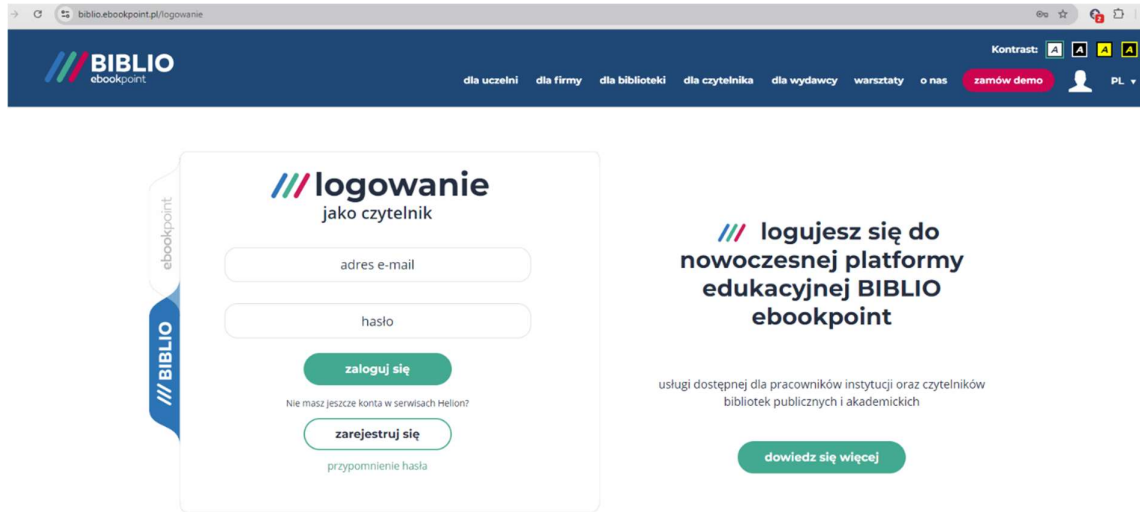 biblio.ebookpoint.pl/logowanie
2
Kontrast: A A A A
BIBLIO
ebookpoint
dla uczelni dla firmy dla biblioteki dla czytelnika dla wydawcy warsztaty o nas zamów demo PL
logowanie
jako czytelnik
ebookpoint
BIBLIO
adres e-mail
hasło
zaloguj się
Nie masz jeszcze konta w serwisach Helion?
zarejestruj się
przypomnienie hasła
logujesz się do
nowoczesnej platformy
edukacyjnej BIBLIO
ebookpoint
usługi dostępnej dla pracowników instytucji oraz czytelników
bibliotek publicznych i akademickich
dowiedz się więcej